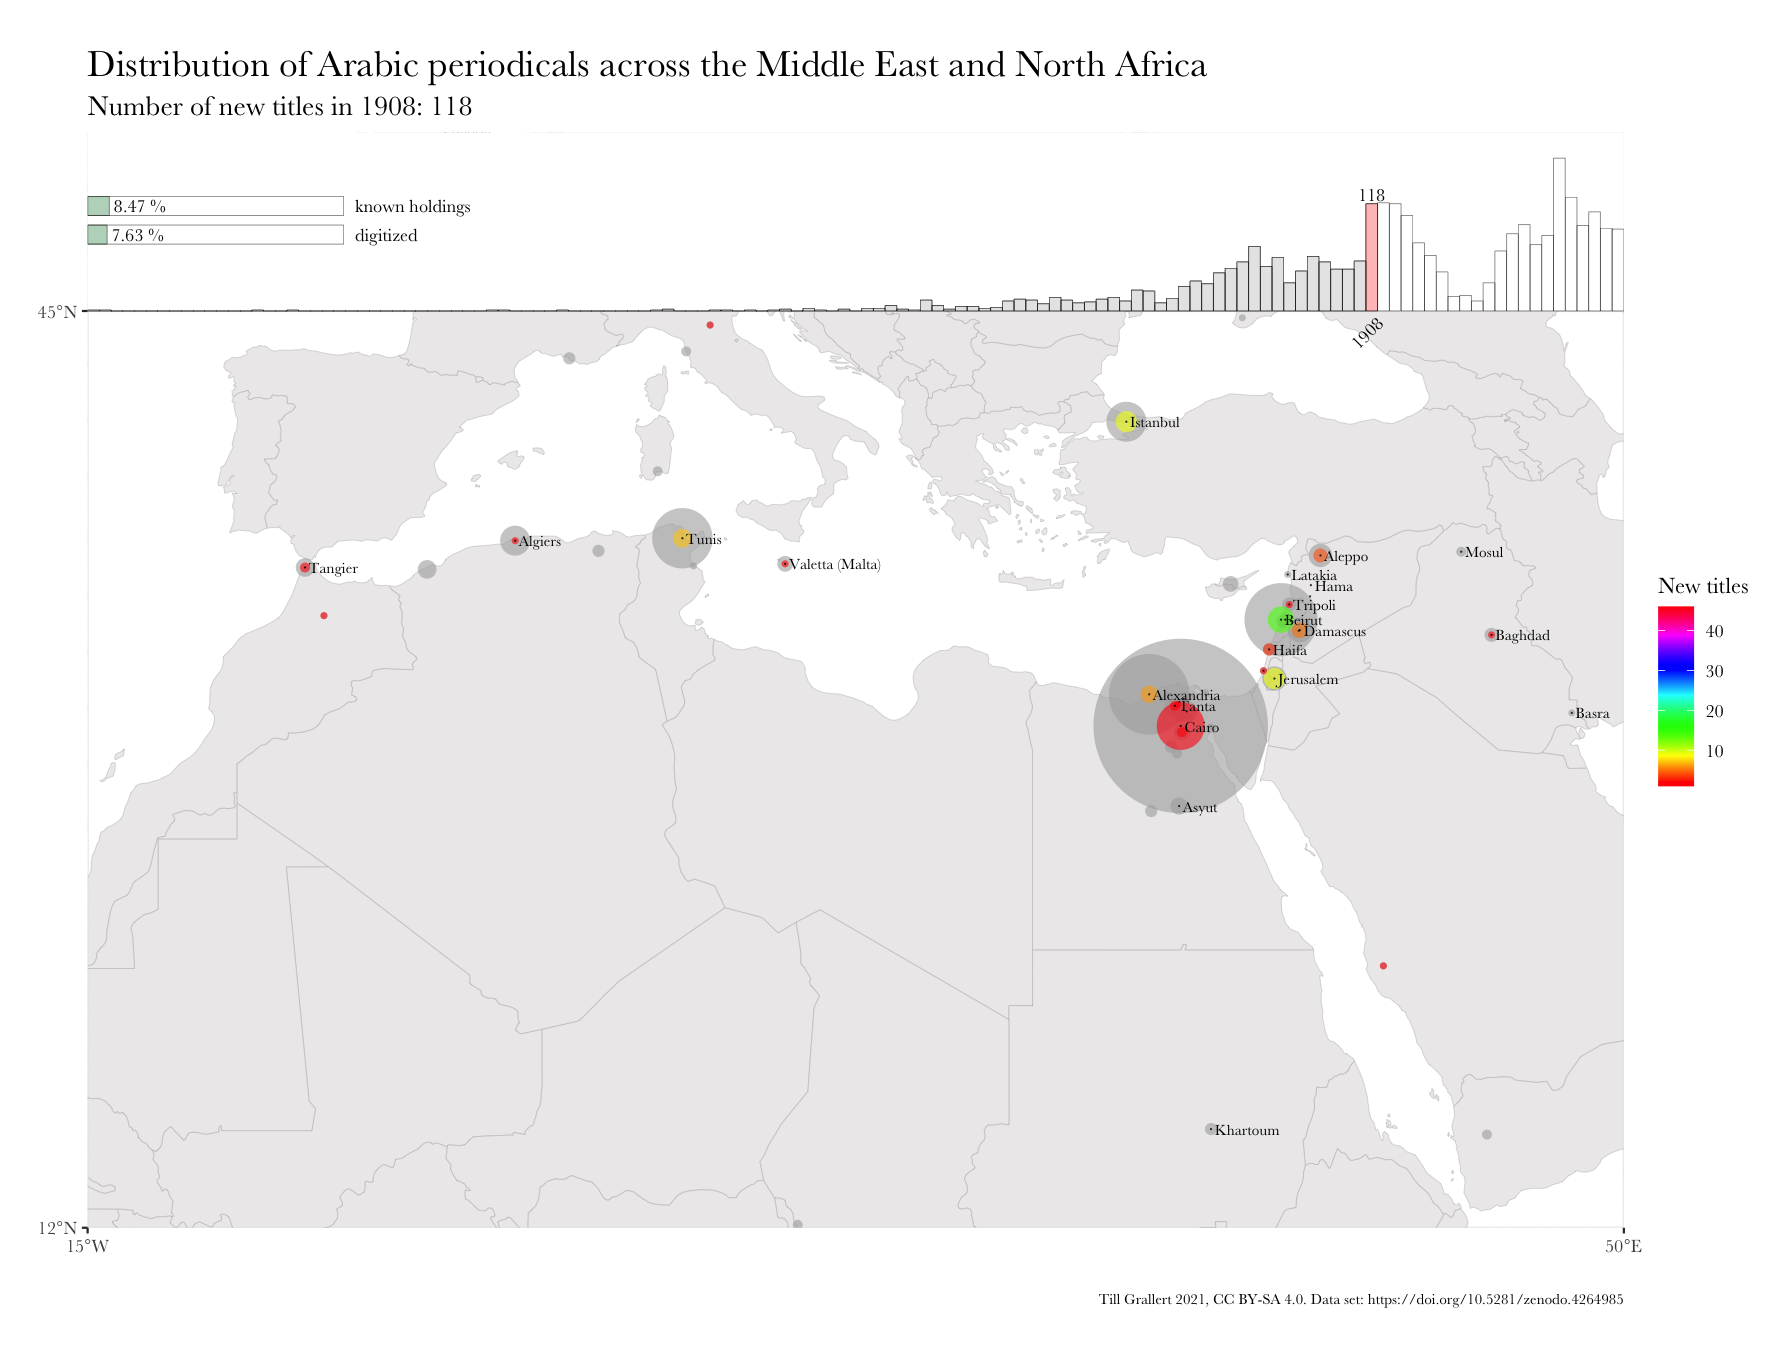 Distribution of Arabic periodicals across the Middle East and North Africa
Number of new titles in 1908: 118
118
8.47 % known holdings
7.63 % digitized
45°N
1908
Istanbul
Algiers
Tunis
Mosul
Aleppo
Valetta (Malta)
Tangier
Latakia
Hama
Tripoli
Beirut
Damascus
Baghdad
Haifa
Jerusalem
Alexandria
Tanta
Basra
Cairo
Asyut
Khartoum
New titles
40
30
20
10
12°N
15°W 50°E
Till Grallert 2021, CC BY-SA 4.0. Data set: https://doi.org/10.5281/zenodo.4264985